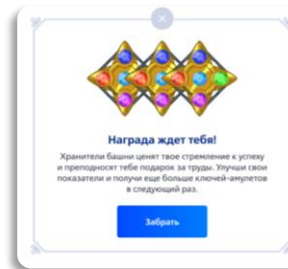 Награда ждет тебя!
Хранители башни ценят твое стремление к успеху
и преподносят тебе подарок за труды. Улучши свои
показатели и получи еще больше ключей-амулетов
в следующий раз.
Забрать